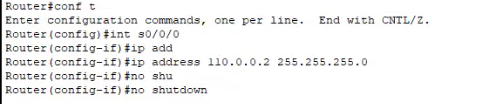 Router#conf t
Enter configuration commands, one per line.  End with CNTL/Z.
Router(config)#int s0/0/0
Router(config-if)#ip add
Router(config-if)#ip address 110.0.0.2 255.255.255.0
Router(config-if)#no shu
Router(config-if)#no shutdown